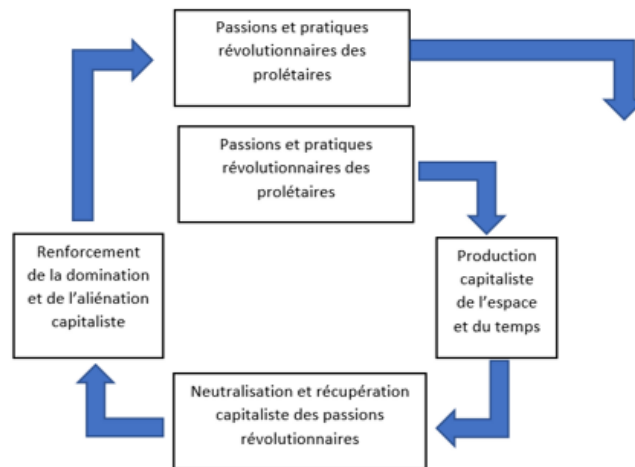 Passions et pratiques
révolutionnaires des
prolétaires
Passions et pratiques
révolutionnaires des
prolétaires
Renforcement
de la domination
et de l'aliénation
capitaliste
Production
capitaliste
de l'espace
et du temps
Neutralisation et récupération
capitaliste des passions
révolutionnaires